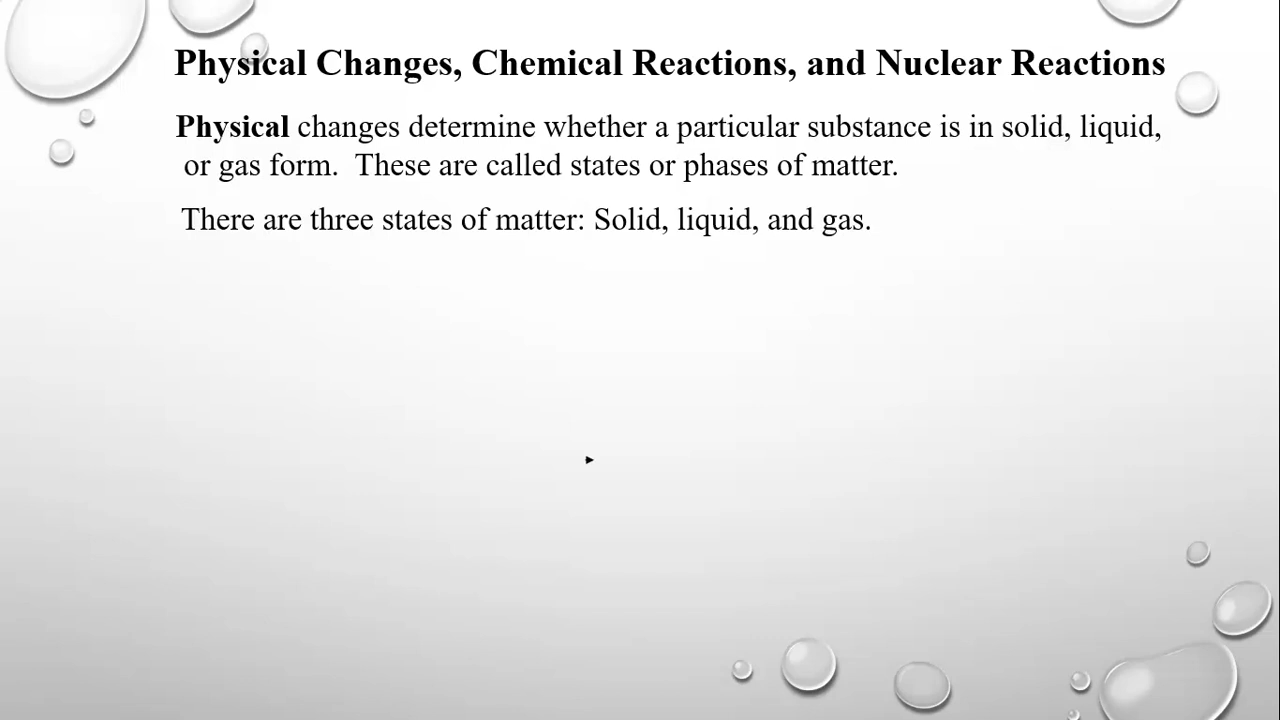 Physical Changes, Chemical Reactions, and Nuclear Reactions
Physical changes determine whether a particular substance is in solid, liquid,
or gas form. These are called states or phases of matter.
There are three states of matter: Solid, liquid, and gas.